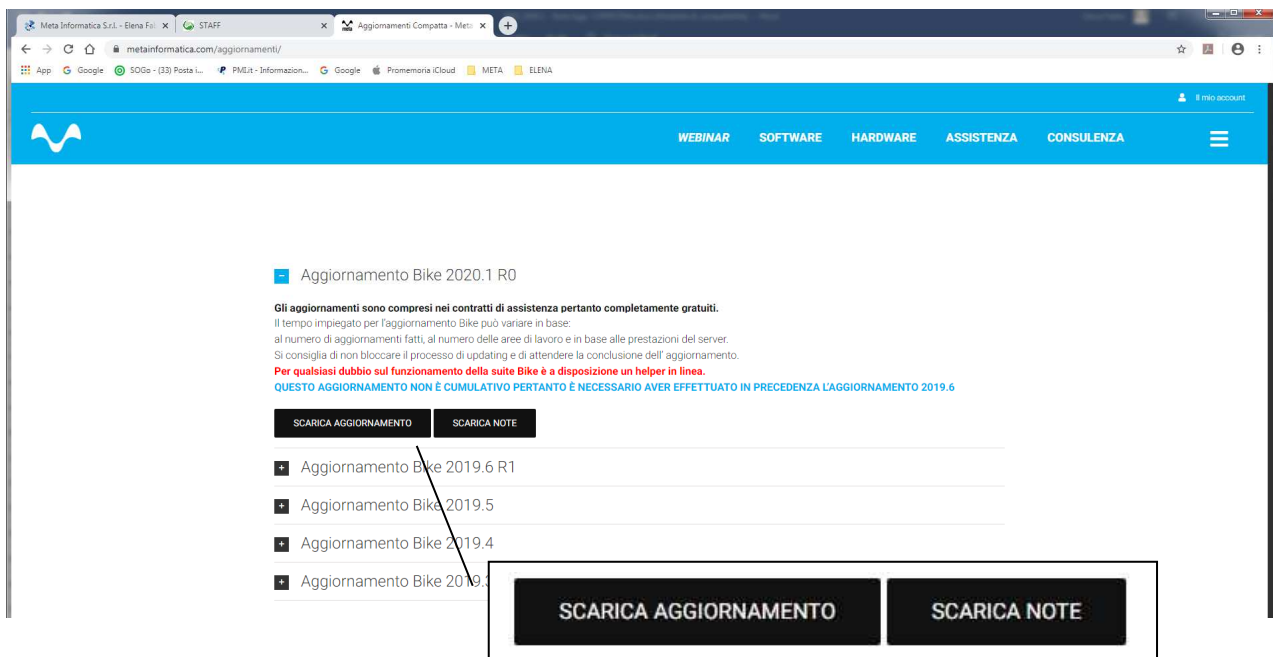 Meta Informatica S.r.l. - Elena Fal
STAFF
Aggiornamenti Compatta - Meta
metainformatica.com/aggiornamenti/
App
Google
SOGo - (33) Posta i...
PMI.it - Informazion...
Google
Promemoria iCloud
META
ELENA
Il mio account
WEBINAR
SOFTWARE
HARDWARE
ASSISTENZA
CONSULENZA
Aggiornamento Bike 2020.1 R0
Gli aggiornamenti sono compresi nei contratti di assistenza pertanto completamente gratuiti.
Il tempo impiegato per l'aggiornamento Bike può variare in base:
al numero di aggiornamenti fatti, al numero delle aree di lavoro e in base alle prestazioni del server.
Si consiglia di non bloccare il processo di updating e di attendere la conclusione dell' aggiornamento.
Per qualsiasi dubbio sul funzionamento della suite Bike è a disposizione un helper in linea.
QUESTO AGGIORNAMENTO NON È CUMULATIVO PERTANTO È NECESSARIO AVER EFFETTUATO IN PRECEDENZA L'AGGIORNAMENTO 2019.6
SCARICA AGGIORNAMENTO
SCARICA NOTE
Aggiornamento Bike 2019.6 R1
Aggiornamento Bike 2019.5
Aggiornamento Bike 2019.4
Aggiornamento Bike 2019.3
SCARICA AGGIORNAMENTO
SCARICA NOTE